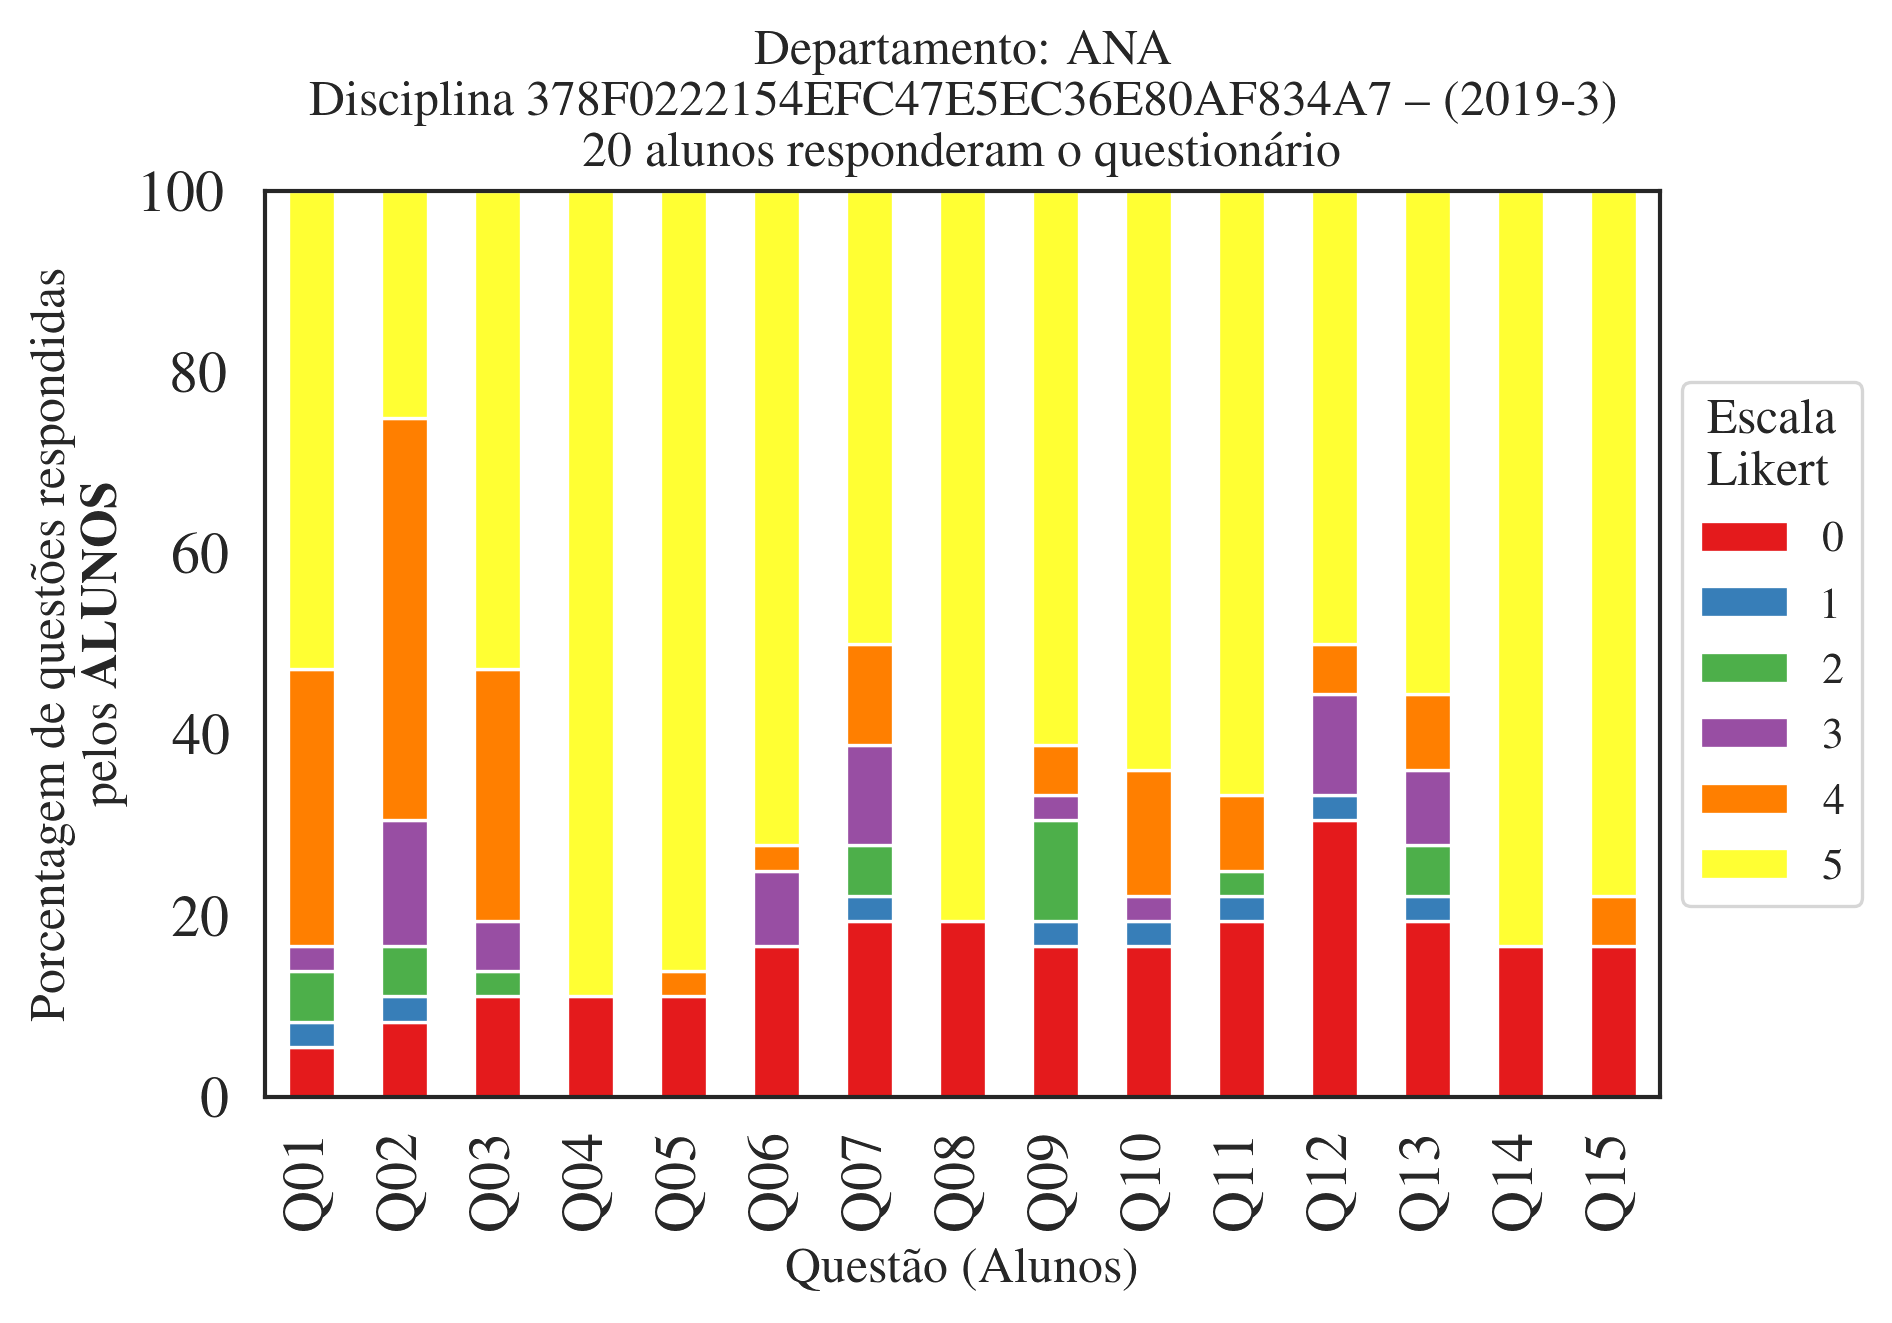 Departamento: ANA
Disciplina 378F0222154EFC47E5EC36E80AF834A7 – (2019-3)
20 alunos responderam o questionário
Porcentagem de questões respondidas
pelos ALUNOS
100
80
60
40
20
0
Q01
Q02
Q03
Q04
Q05
Q06
Q07
Q08
Q09
Q10
Q11
Q12
Q13
Q14
Q15
Questão (Alunos)
Escala
Likert
0
1
2
3
4
5